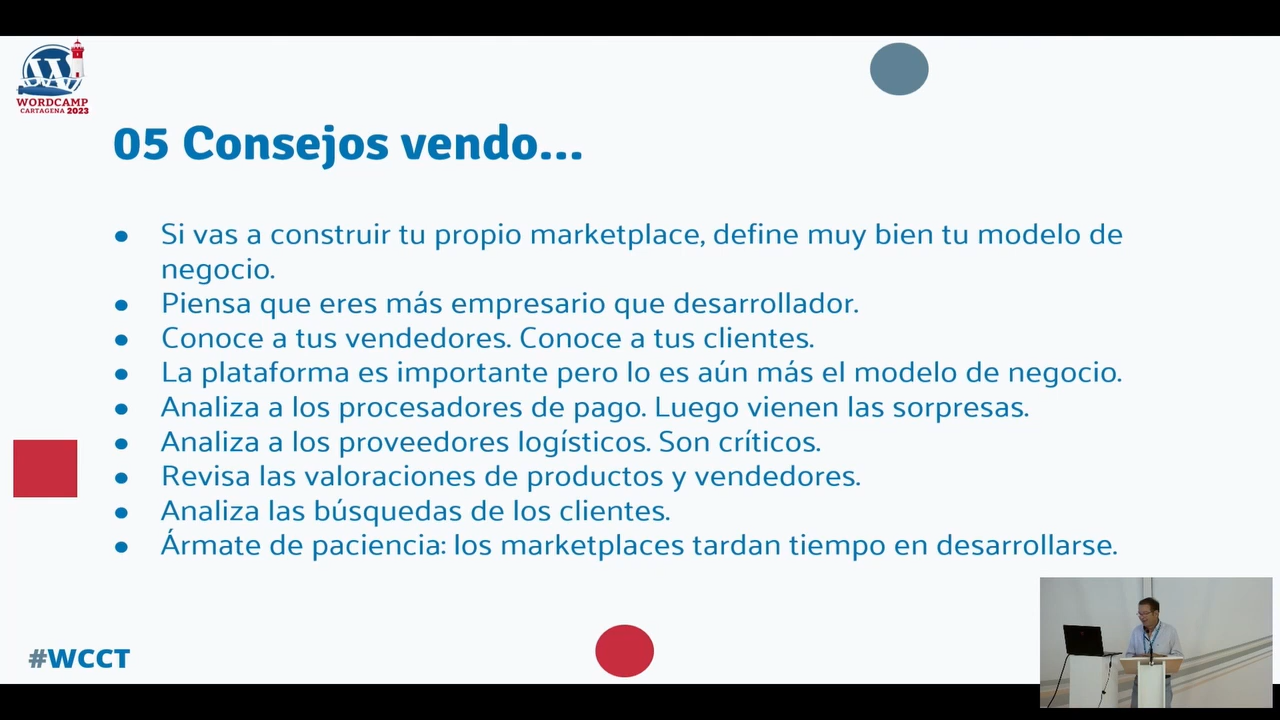 WORDCAMP
CARTAGENA 2023
05 Consejos vendo...
● Si vas a construir tu propio marketplace, define muy bien tu modelo de
negocio.
● Piensa que eres más empresario que desarrollador.
● Conoce a tus vendedores. Conoce a tus clientes.
● La plataforma es importante pero lo es aún más el modelo de negocio.
● Analiza a los procesadores de pago. Luego vienen las sorpresas.
● Analiza a los proveedores logísticos. Son críticos.
● Revisa las valoraciones de productos y vendedores.
● Analiza las búsquedas de los clientes.
● Ármate de paciencia: los marketplaces tardan tiempo en desarrollarse.
#WCCT